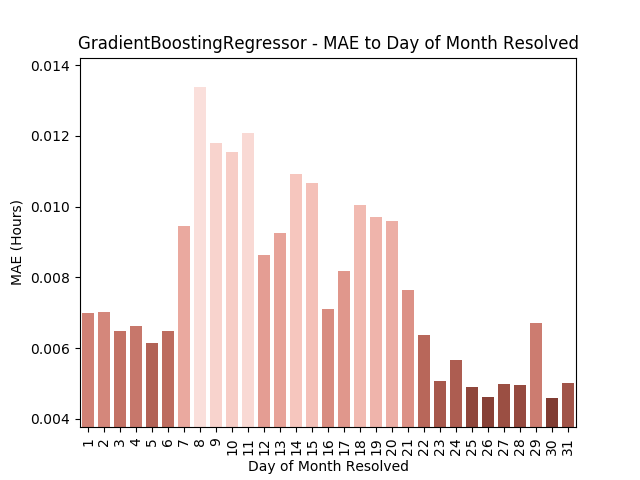 GradientBoostingRegressor - MAE to Day of Month Resolved
0.014
0.012
0.010
0.008
0.006
0.004
MAE (Hours)
1 2 3 4 5 6 7 8 9 10 11 12 13 14 15 16 17 18 19 20 21 22 23 24 25 26 27 28 29 30 31
Day of Month Resolved